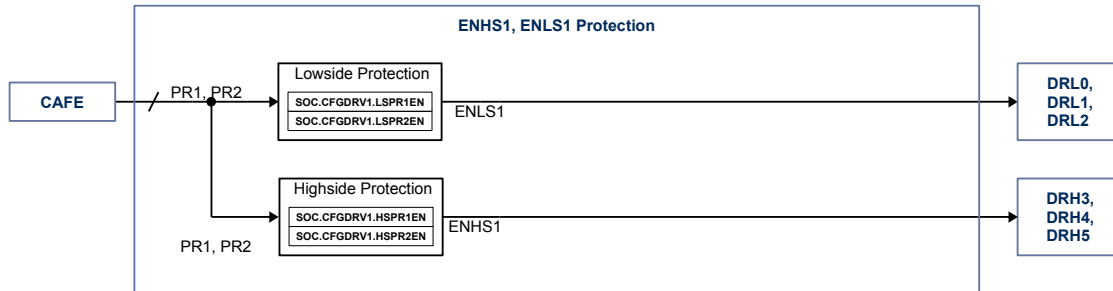 ENHS1, ENLS1 Protection
CAFE
PR1, PR2
Lowside Protection
SOC.CFGDRV1.LSPR1EN
SOC.CFGDRV1.LSPR2EN
ENLS1
DRL0,
DRL1,
DRL2
PR1, PR2
Highside Protection
SOC.CFGDRV1.HSPR1EN
SOC.CFGDRV1.HSPR2EN
ENHS1
DRH3,
DRH4,
DRH5